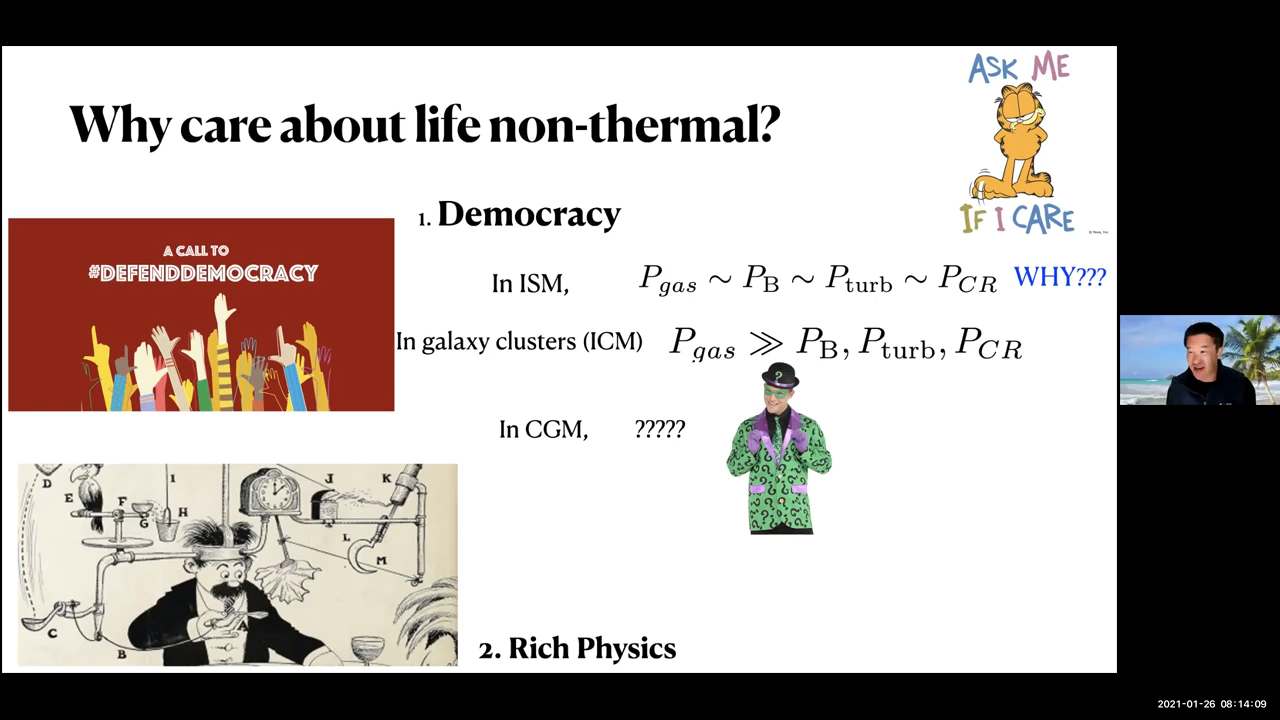 Why care about life non-thermal?
ASK ME
IF I CARE
1. Democracy
A CALL TO
#DEFENDDEMOCRACY
In ISM, P_gas ∼ P_B ∼ P_turb ∼ P_CR WHY???
In galaxy clusters (ICM) P_gas ≫ P_B, P_turb, P_CR
?
In CGM, ?????
D
E
F
G
I
H
J
K
L
M
C
B
A
2. Rich Physics
2021-01-26 08:14:09